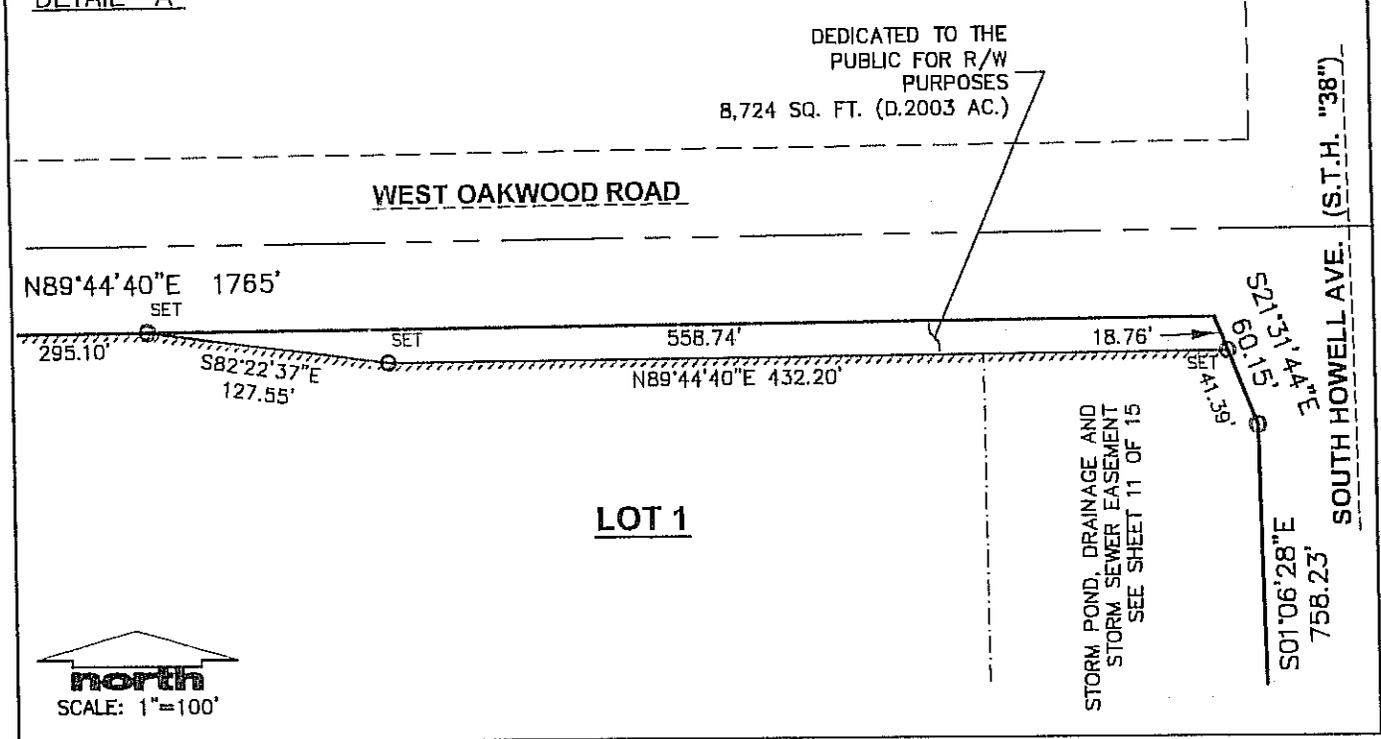 DETAIL "A"
DEDICATED TO THE
PUBLIC FOR R/W
PURPOSES
8,724 SQ. FT. (0.2003 AC.)
WEST OAKWOOD ROAD
SOUTH HOWELL AVE. (S.T.H. "38")
N89°44'40"E 1765'
SET
295.10'
S82°22'37"E
127.55'
SET
558.74'
N89°44'40"E 432.20'
18.76'
SET
41.39'
S21°31'44"E
60.15'
LOT 1
STORM POND, DRAINAGE AND
STORM SEWER EASEMENT
SEE SHEET 11 OF 15
S01°06'28"E
758.23'
north
SCALE: 1"=100'